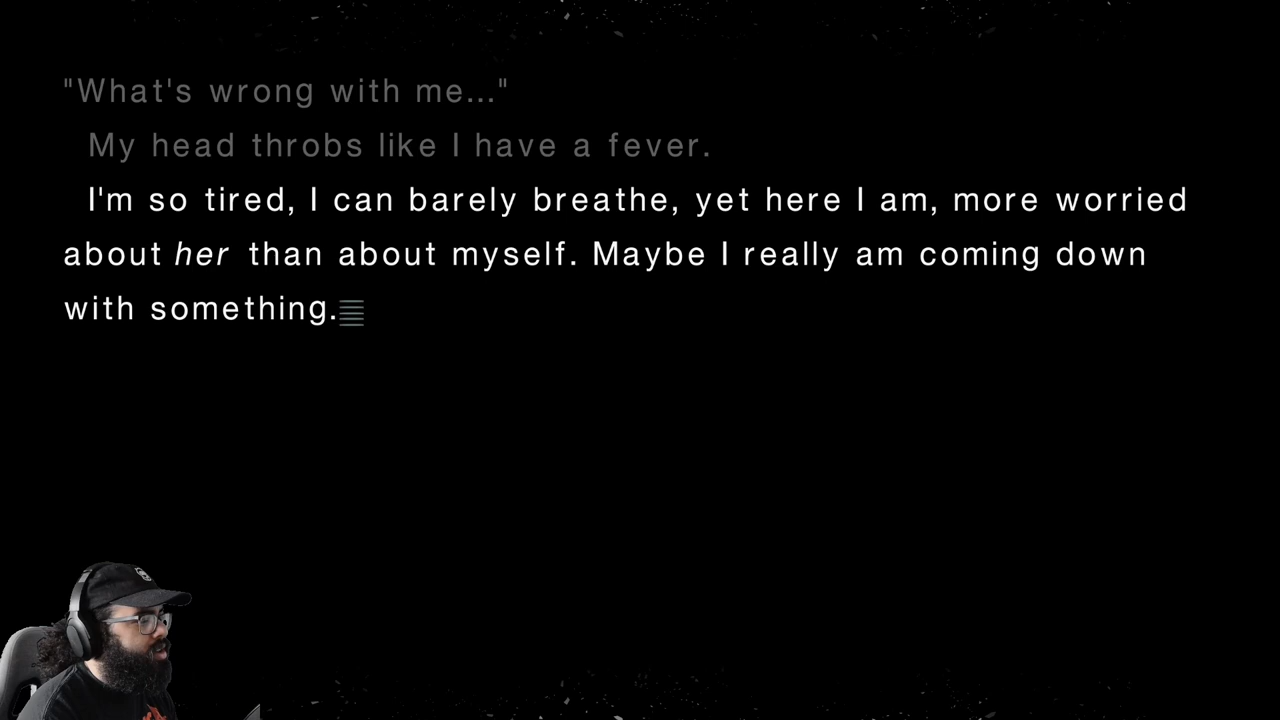 "What's wrong with me..."
My head throbs like I have a fever.
I'm so tired, I can barely breathe, yet here I am, more worried
about her than about myself. Maybe I really am coming down
with something.